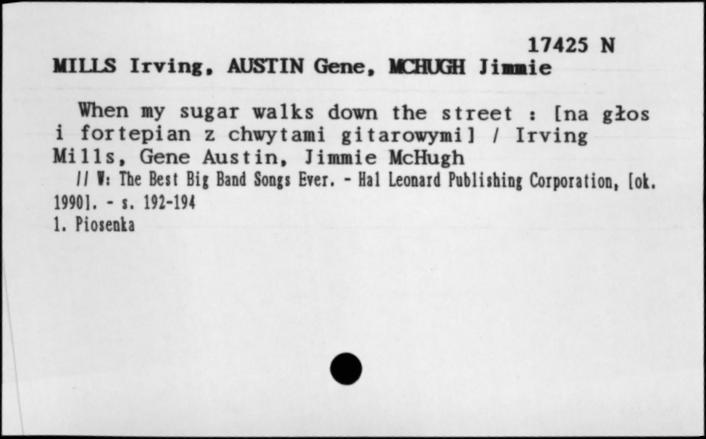 17425 N
MILLS Irving, AUSTIN Gene, MCHUGH Jimmie
When my sugar walks down the street : [na głos
i fortepian z chwytami gitarowymi] / Irving
Mills, Gene Austin, Jimmie McHugh
// W: The Best Big Band Songs Ever. - Hal Leonard Publishing Corporation, [ok.
1990]. - s. 192-194
1. Piosenka